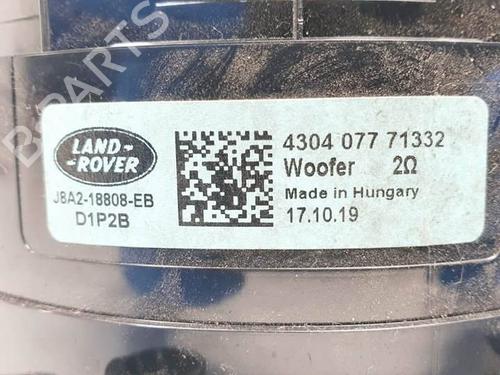 B PARTS
LAND-
-ROVER
J8A2-18808-EB
D1P2B
4304 077 71332
Woofer 2Ω
Made in Hungary
17.10.19